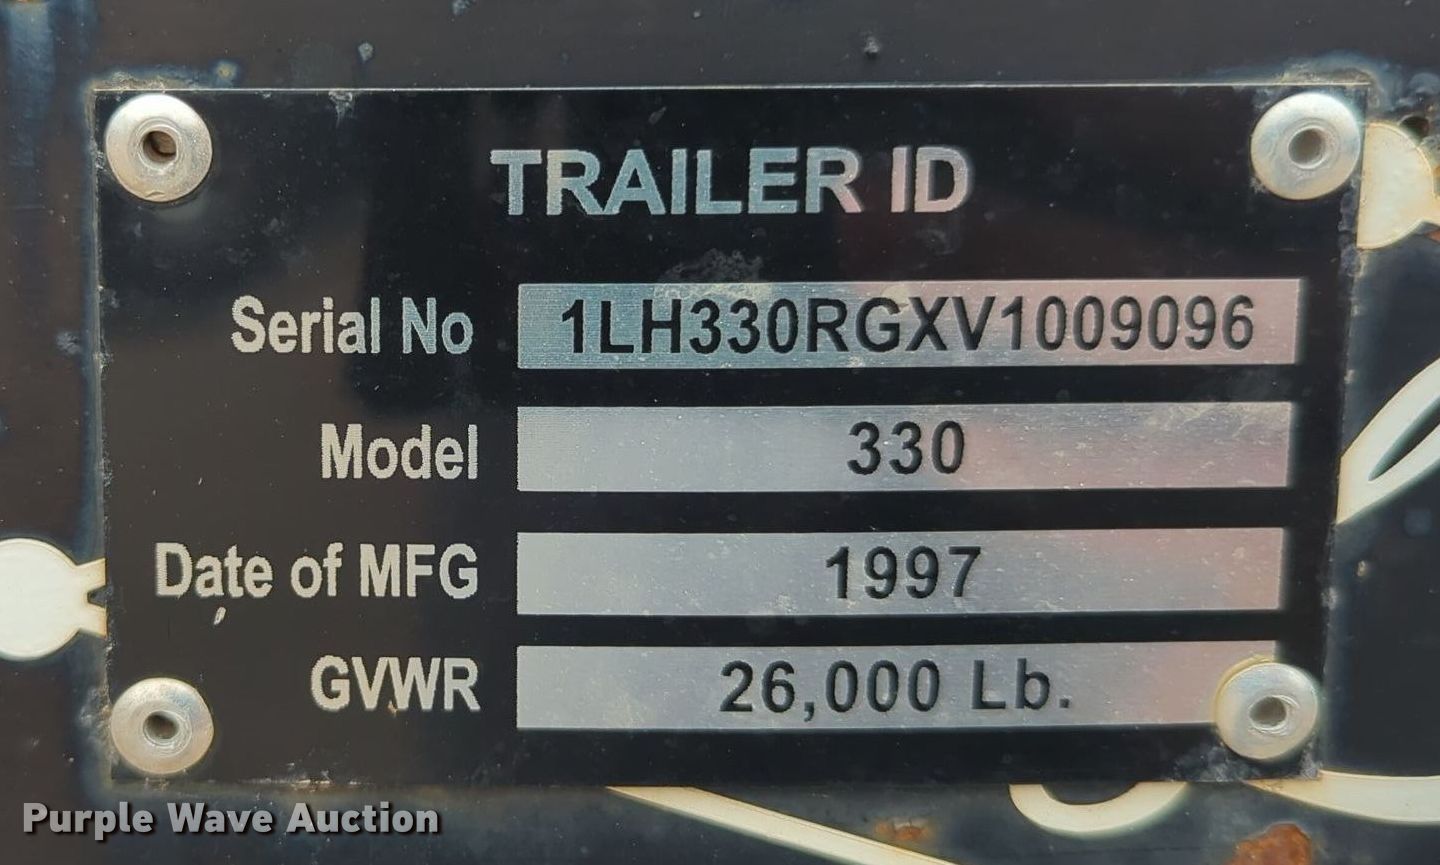 TRAILER ID
Serial No 1LH330RGXV1009096
Model 330
Date of MFG 1997
GVWR 26,000 Lb.
Purple Wave Auction